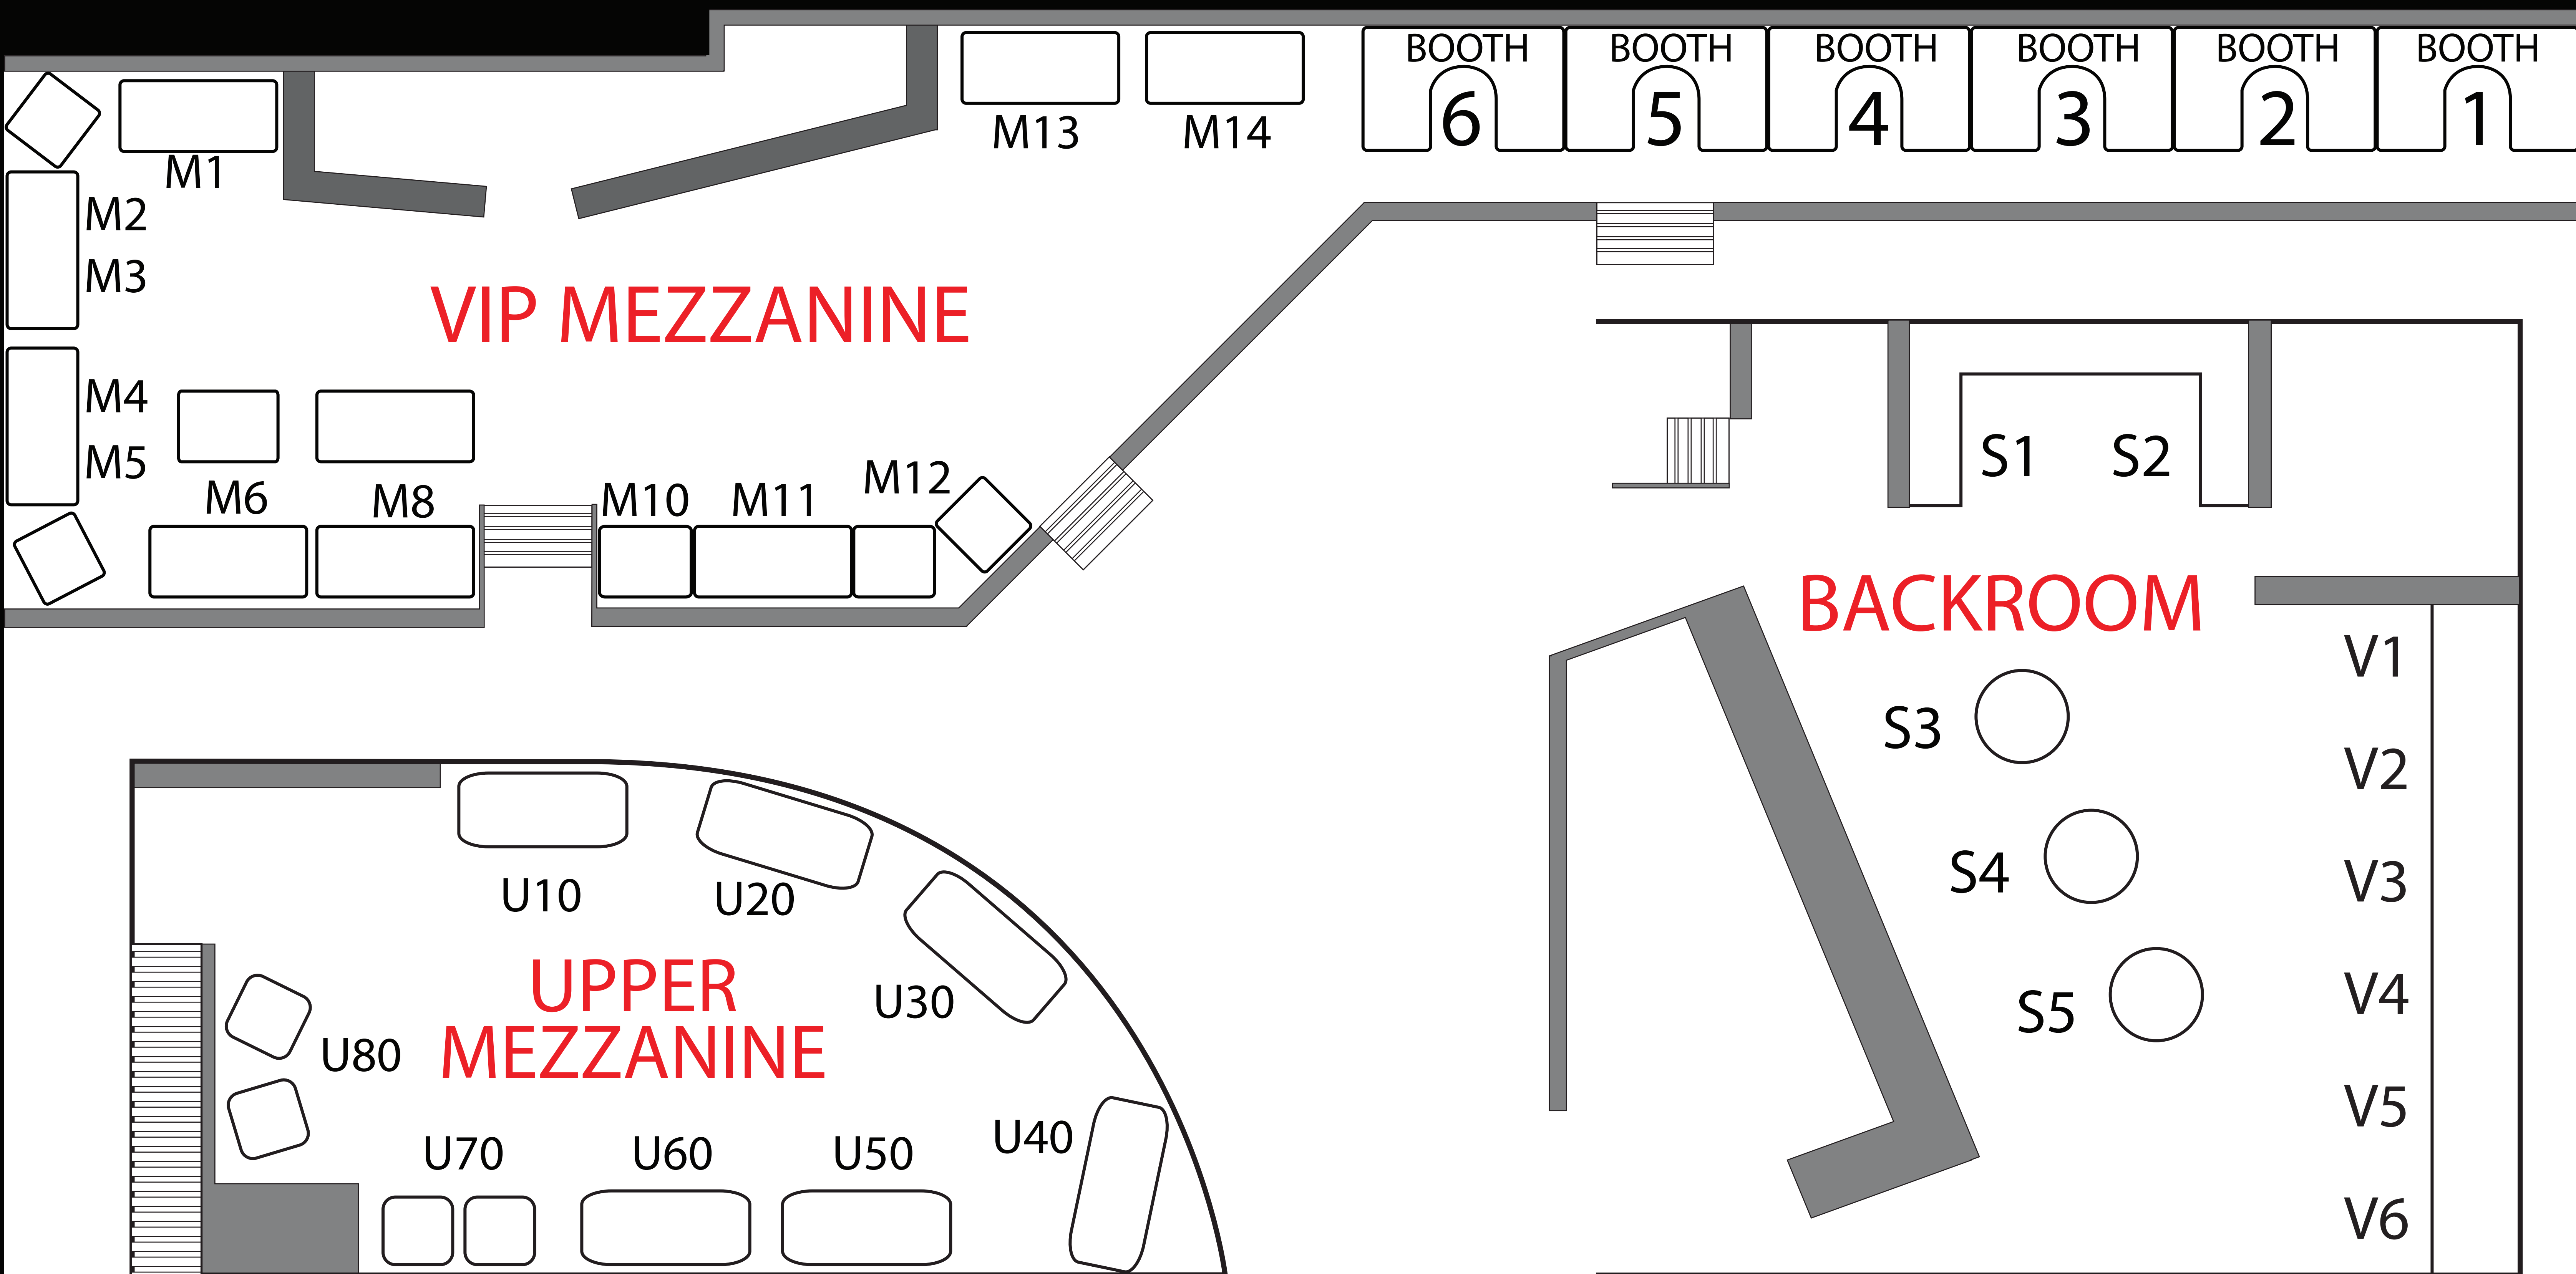 BOOTH BOOTH BOOTH BOOTH BOOTH BOOTH
6 5 4 3 2 1
M13 M14
M1
M2
M3
VIP MEZZANINE
M4
M5
M6 M8 M10 M11 M12
S1 S2
BACKROOM
V1
S3
V2
S4
V3
S5
V4
V5
V6
U10 U20
U30
UPPER
MEZZANINE
U80
U70 U60 U50 U40